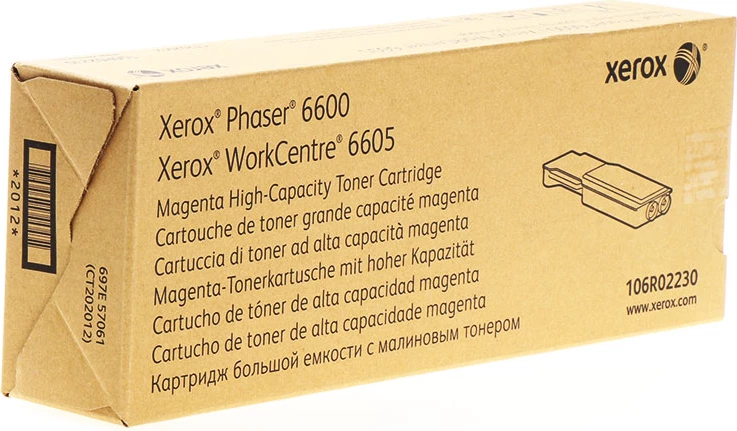 xerox
Xerox® Phaser® 6600
Xerox® WorkCentre® 6605
Magenta High-Capacity Toner Cartridge
Cartouche de toner grande capacité magenta
Cartuccia di toner ad alta capacità magenta
Magenta-Tonerkartusche mit hoher Kapazität
Cartucho de tóner de alta capacidad magenta
Cartucho de toner de alta capacidade magenta
Картридж большой емкости с малиновым тонером
106R02230
www.xerox.com
*2012*
697E 57061
(CT202012)